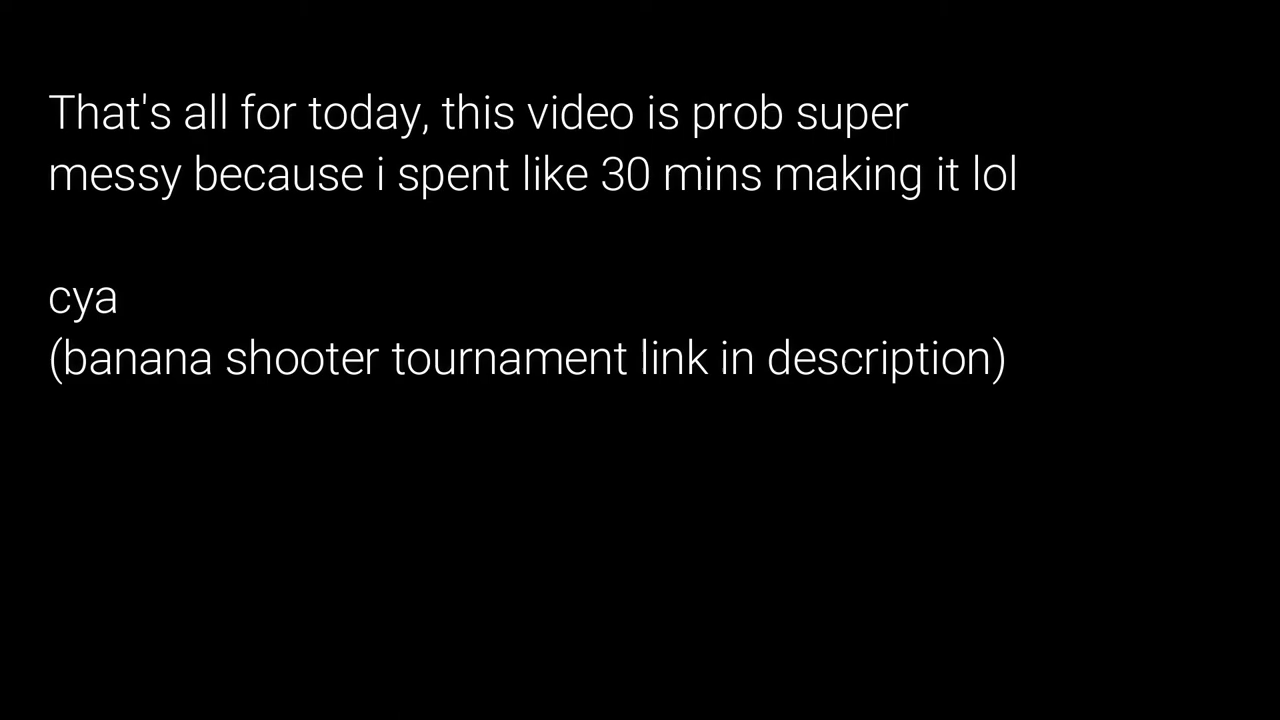 That's all for today, this video is prob super
messy because i spent like 30 mins making it lol
cya
(banana shooter tournament link in description)